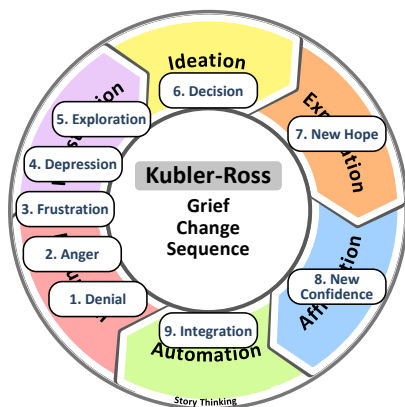 Ideation
6. Decision
5. Exploration
7. New Hope
4. Depression
Kubler-Ross
Grief
Change
Sequence
3. Frustration
2. Anger
8. New
Confidence
1. Denial
9. Integration
Automation
Story Thinking